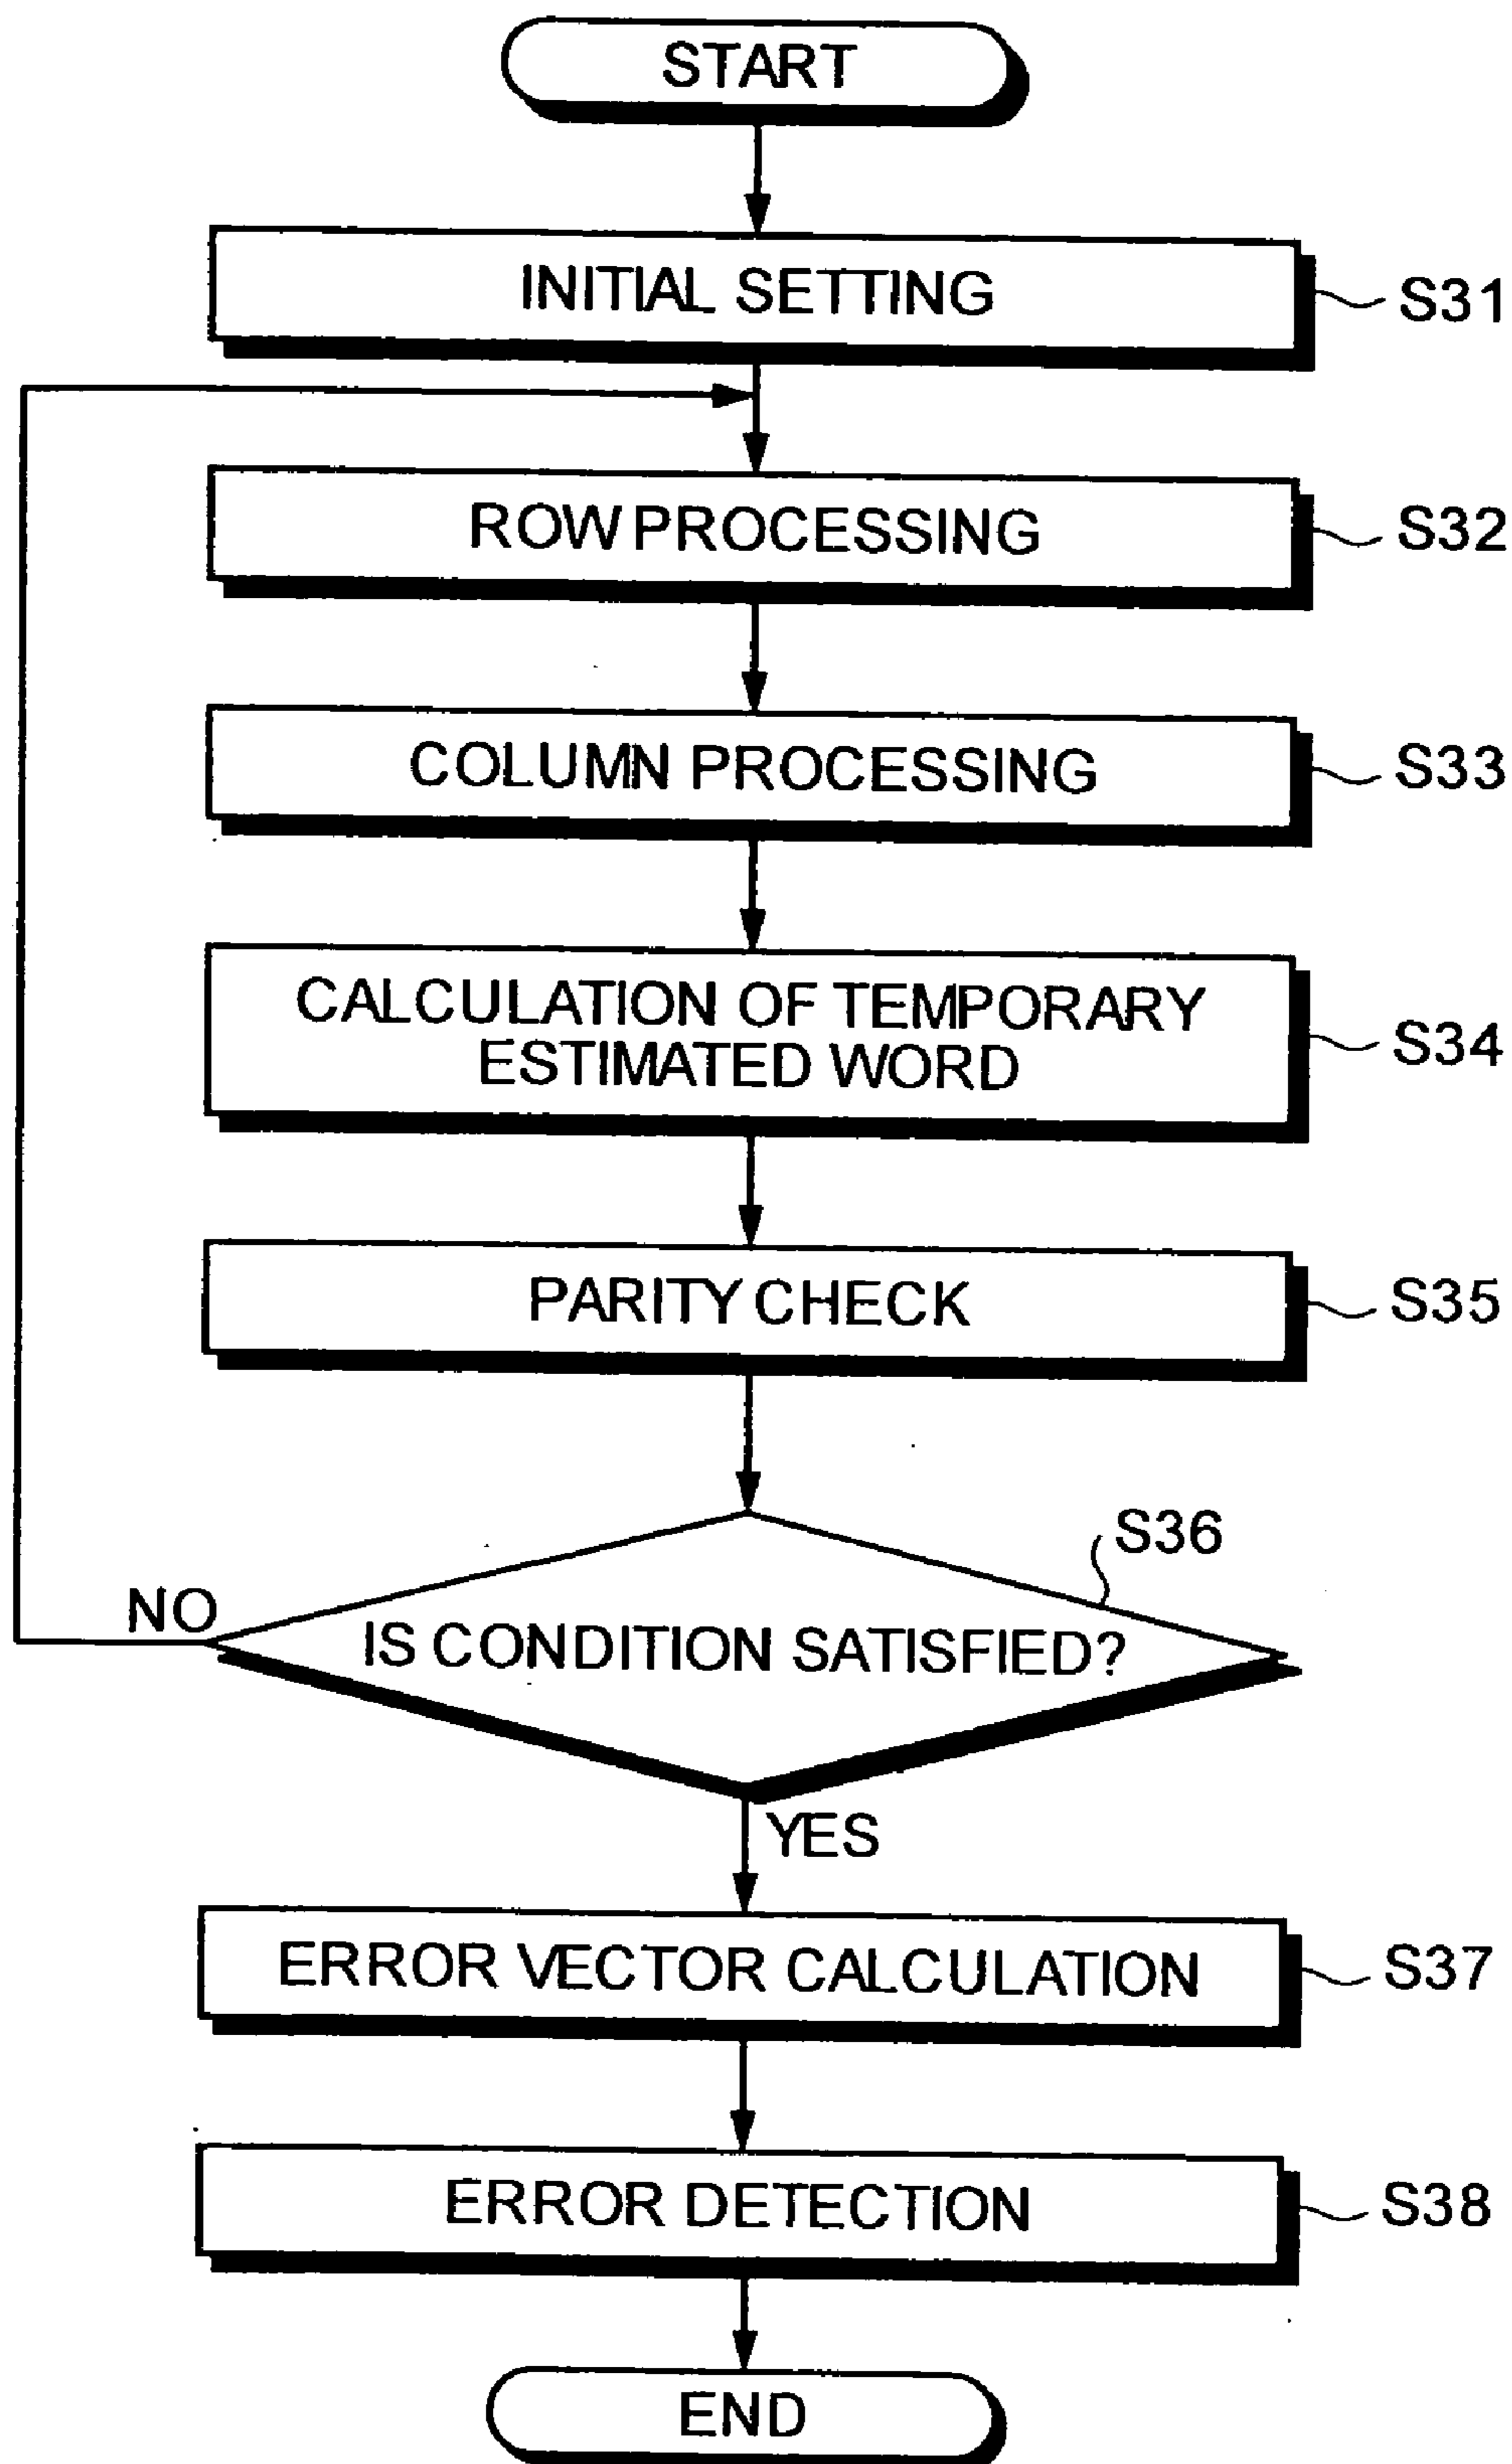 START
INITIAL SETTING
S31
ROW PROCESSING
S32
COLUMN PROCESSING
S33
CALCULATION OF TEMPORARY
ESTIMATED WORD
S34
PARITY CHECK
S35
S36
NO
IS CONDITION SATISFIED?
YES
ERROR VECTOR CALCULATION
S37
ERROR DETECTION
S38
END